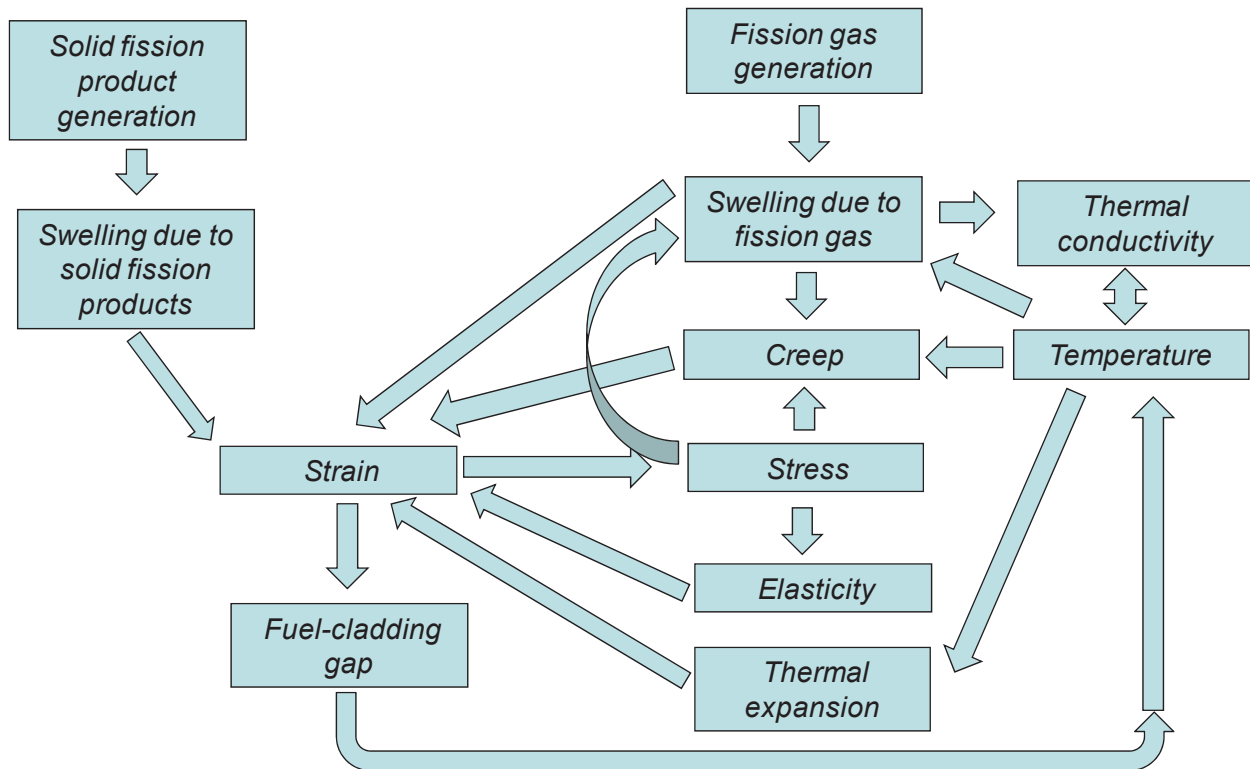 Solid fission
product
generation
Fission gas
generation
Swelling due to
solid fission
products
Swelling due to
fission gas
Thermal
conductivity
Creep
Temperature
Strain
Stress
Elasticity
Fuel-cladding
gap
Thermal
expansion